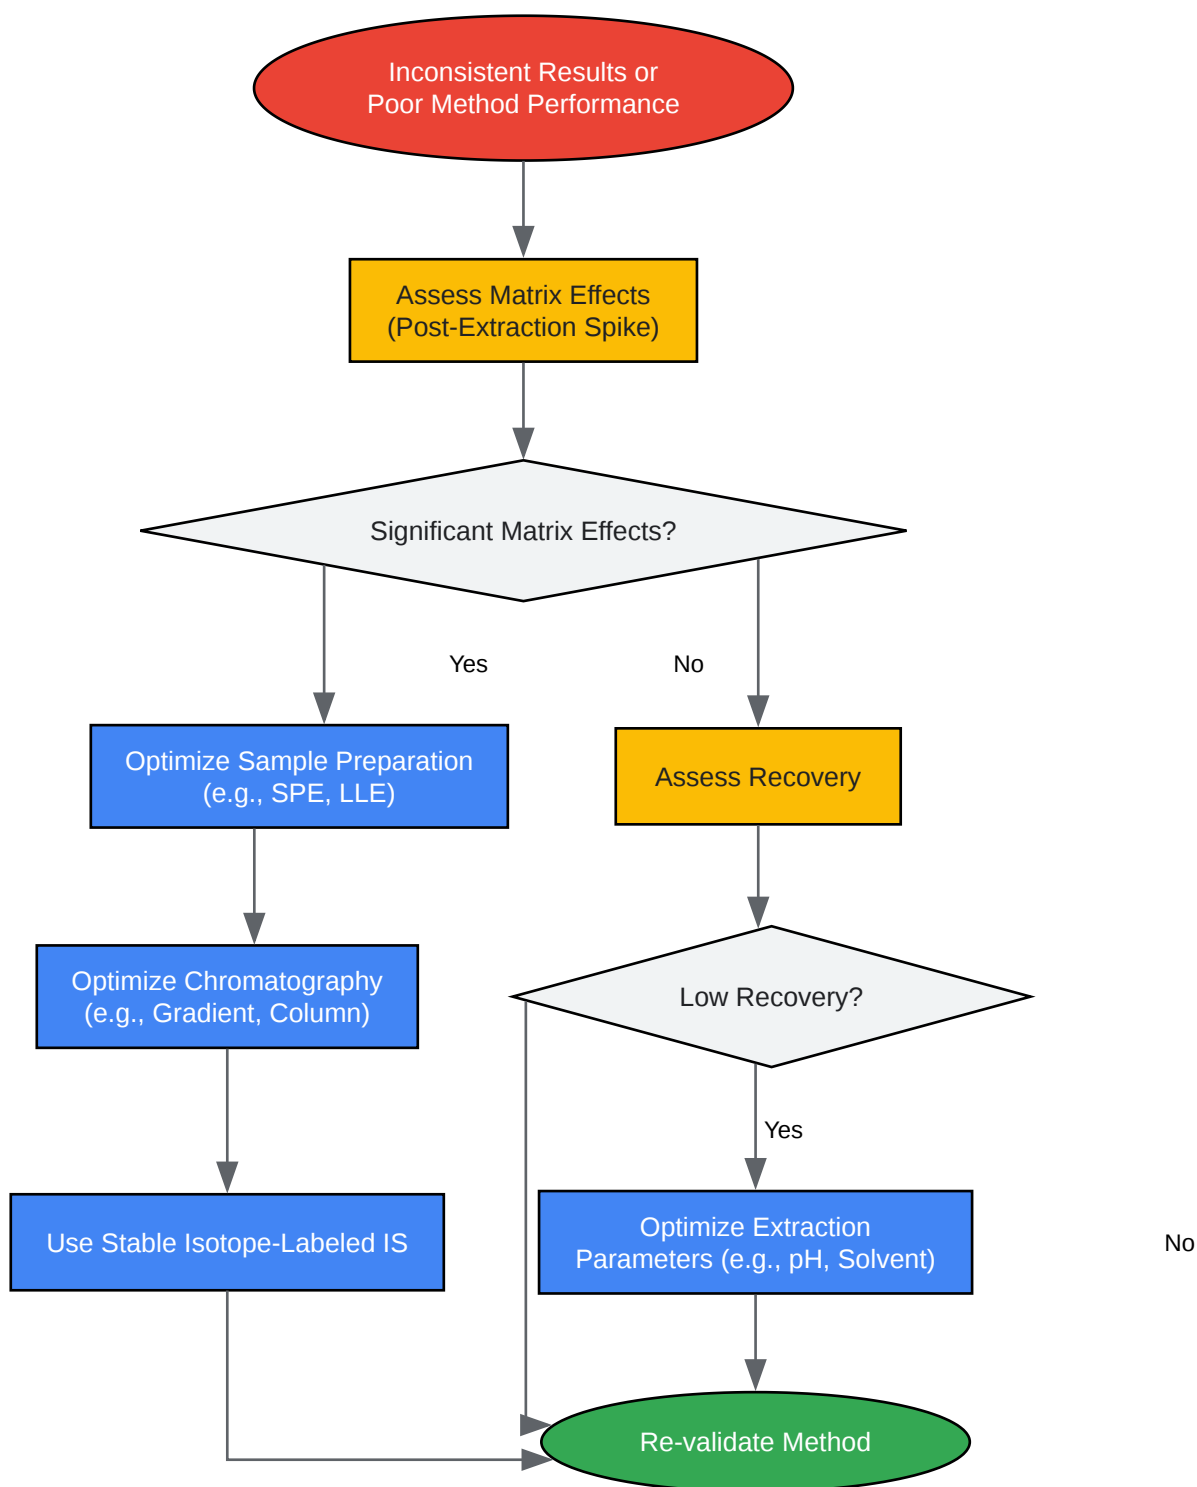 Inconsistent Results or
Poor Method Performance
Assess Matrix Effects
(Post-Extraction Spike)
Significant Matrix Effects?
Yes
No
Optimize Sample Preparation
(e.g., SPE, LLE)
Assess Recovery
Optimize Chromatography
(e.g., Gradient, Column)
Low Recovery?
Yes
Use Stable Isotope-Labeled IS
Optimize Extraction
Parameters (e.g., pH, Solvent)
No
Re-validate Method